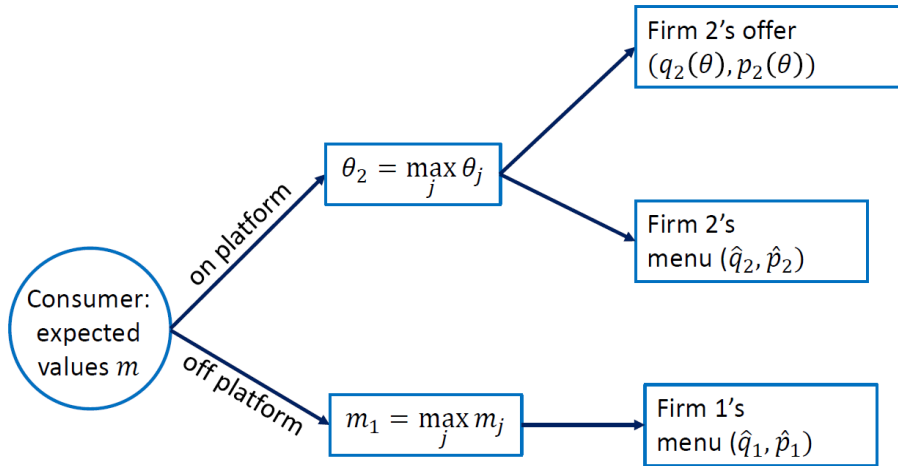 Firm 2’s offer
(q₂(θ), p₂(θ))
θ₂ = max θⱼ
j
on platform
Firm 2’s
menu (q̂₂, p̂₂)
Consumer:
expected
values m
off platform
m₁ = max mⱼ
j
Firm 1’s
menu (q̂₁, p̂₁)